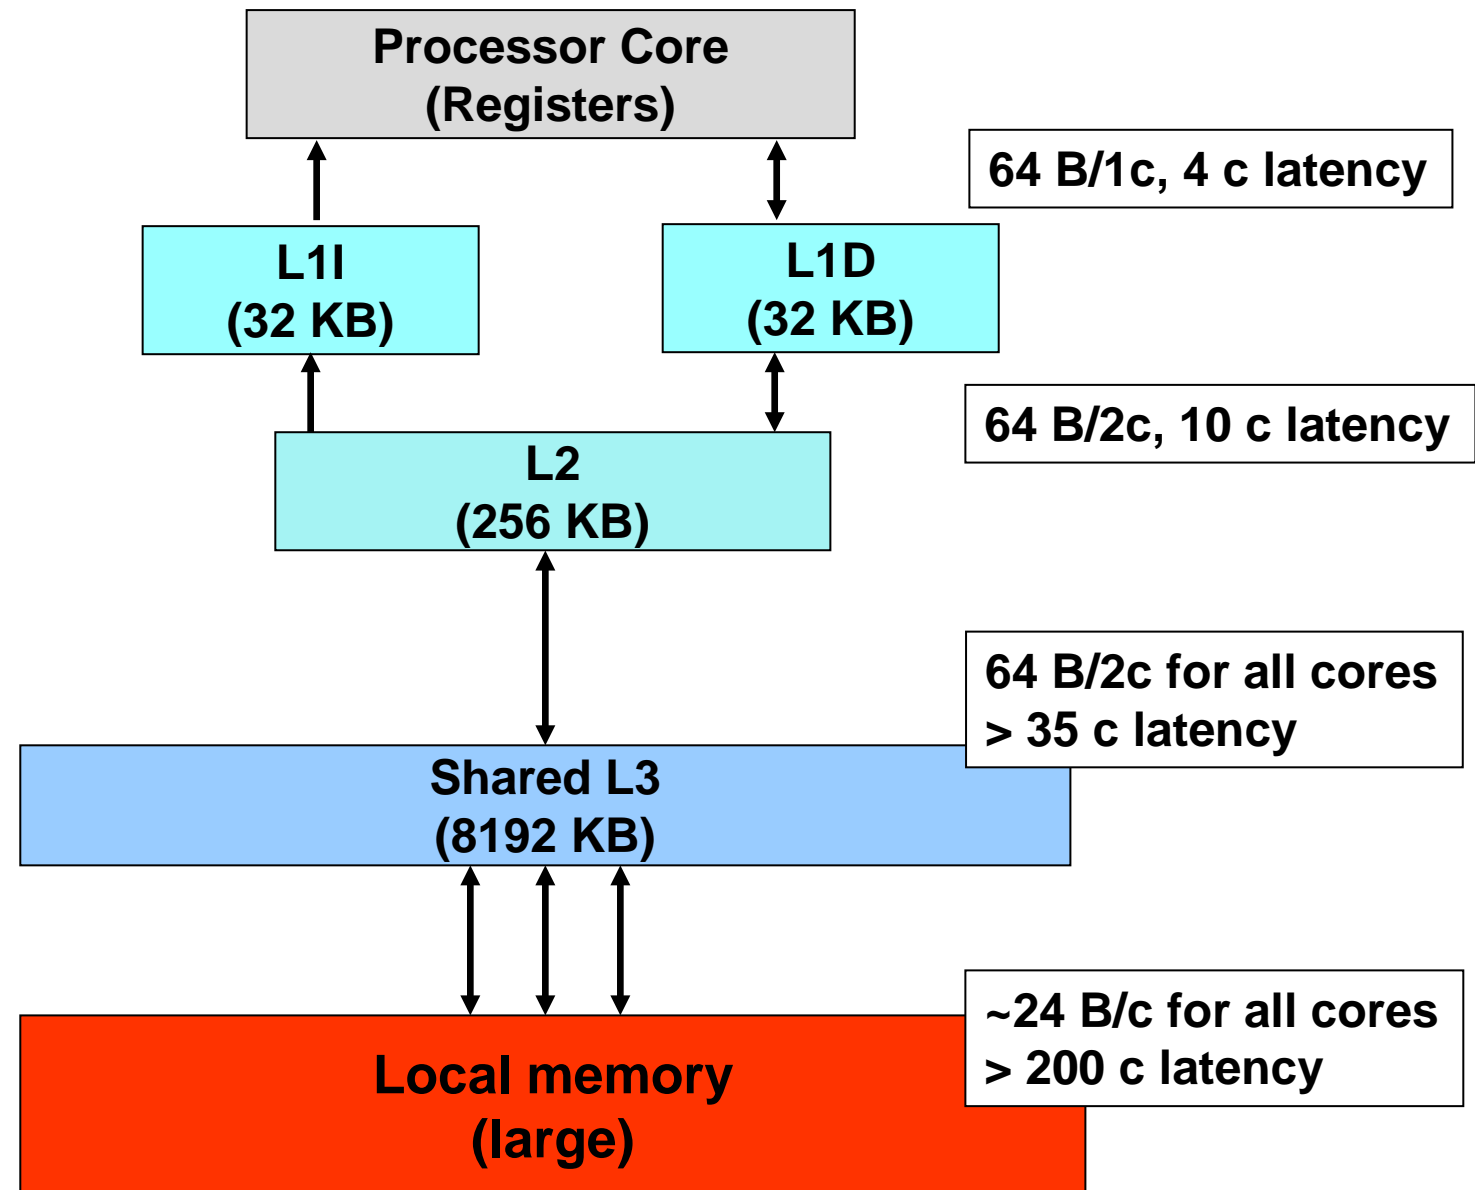 Processor Core
(Registers)
64 B/1c, 4 c latency
L1I
(32 KB)
L1D
(32 KB)
64 B/2c, 10 c latency
L2
(256 KB)
64 B/2c for all cores
> 35 c latency
Shared L3
(8192 KB)
~24 B/c for all cores
> 200 c latency
Local memory
(large)